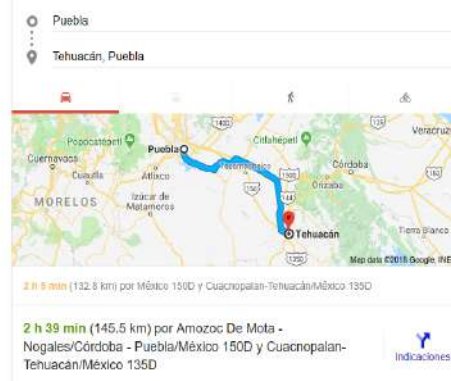 Puebla
Tehuacán, Puebla
Popocatépetl
Puebla
Citlaltépetl
Veracruz
Cuernavaca
Cuautla
Atlixco
Córdoba
Orizaba
MORELOS
Izúcar de
Matamoros
Tehuacán
Tierra Blanca
Map data ©2018 Google, INE
2 h 5 min (132.8 km) por México 150D y Cuacnopalan-Tehuacán/México 135D
2 h 39 min (145.5 km) por Amozoc De Mota -
Nogales/Córdoba - Puebla/México 150D y Cuacnopalan-
Tehuacán/México 135D
Indicaciones